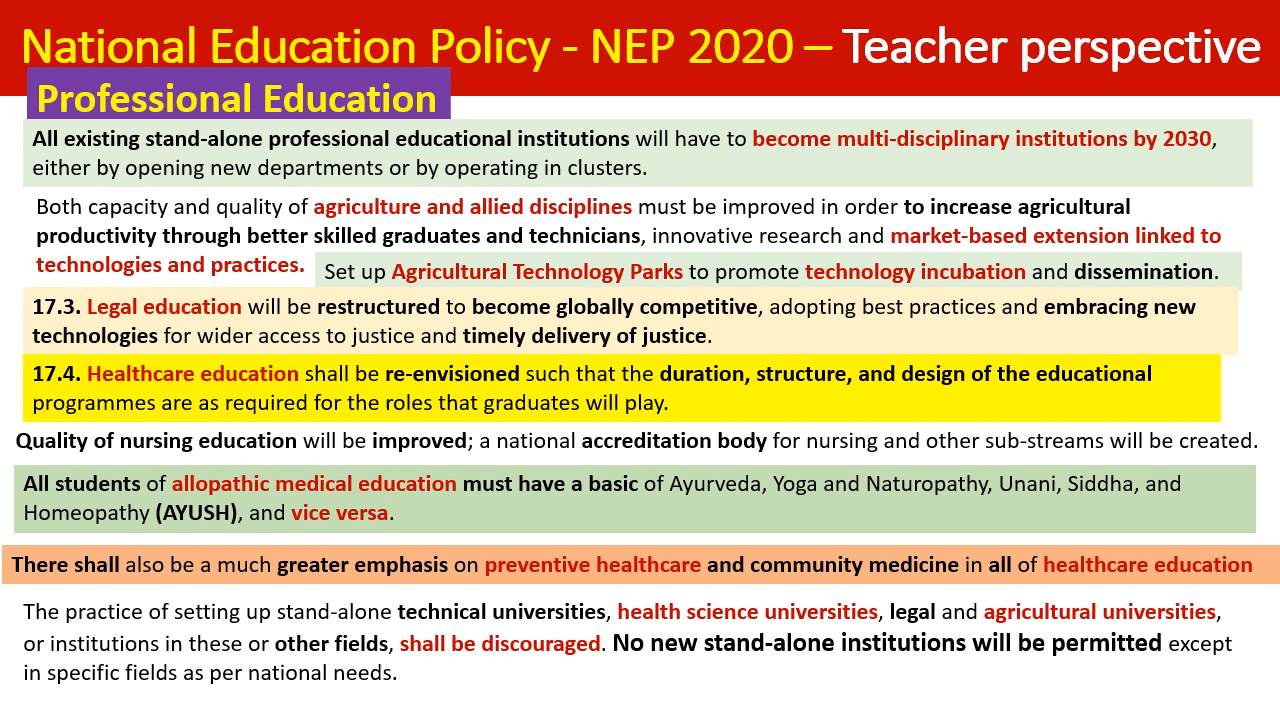 National Education Policy - NEP 2020 – Teacher perspective
Professional Education
All existing stand-alone professional educational institutions will have to become multi-disciplinary institutions by 2030,
either by opening new departments or by operating in clusters.
Both capacity and quality of agriculture and allied disciplines must be improved in order to increase agricultural
productivity through better skilled graduates and technicians, innovative research and market-based extension linked to
technologies and practices.
Set up Agricultural Technology Parks to promote technology incubation and dissemination.
17.3. Legal education will be restructured to become globally competitive, adopting best practices and embracing new
technologies for wider access to justice and timely delivery of justice.
17.4. Healthcare education shall be re-envisioned such that the duration, structure, and design of the educational
programmes are as required for the roles that graduates will play.
Quality of nursing education will be improved; a national accreditation body for nursing and other sub-streams will be created.
All students of allopathic medical education must have a basic of Ayurveda, Yoga and Naturopathy, Unani, Siddha, and
Homeopathy (AYUSH), and vice versa.
There shall also be a much greater emphasis on preventive healthcare and community medicine in all of healthcare education
The practice of setting up stand-alone technical universities, health science universities, legal and agricultural universities,
or institutions in these or other fields, shall be discouraged. No new stand-alone institutions will be permitted except
in specific fields as per national needs.